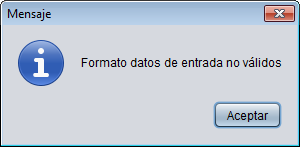 Mensaje
Formato datos de entrada no válidos
Aceptar